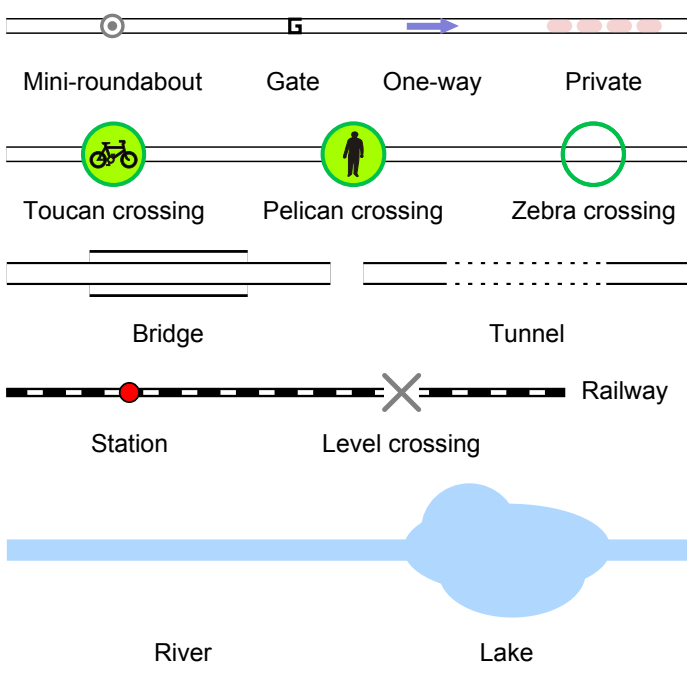 G
Mini-roundabout Gate One-way Private
Toucan crossing Pelican crossing Zebra crossing
Bridge Tunnel
Railway
Station Level crossing
River Lake